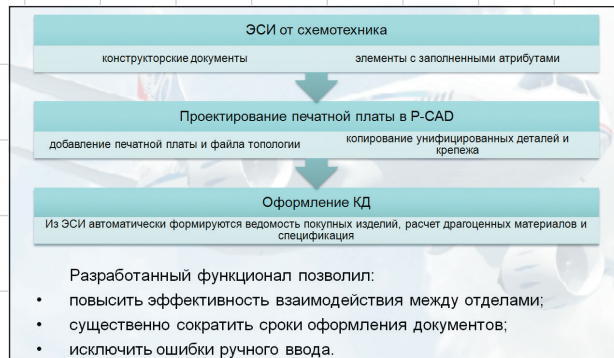 ЭСИ от схемотехника
конструкторские документы
элементы с заполненными атрибутами
Проектирование печатной платы в P-CAD
добавление печатной платы и файла топологии
копирование унифицированных деталей и
крепежа
Оформление КД
Из ЭСИ автоматически формируются ведомость покупных изделий, расчет драгоценных материалов и
спецификация
Разработанный функционал позволил:
• повысить эффективность взаимодействия между отделами;
• существенно сократить сроки оформления документов;
• исключить ошибки ручного ввода.